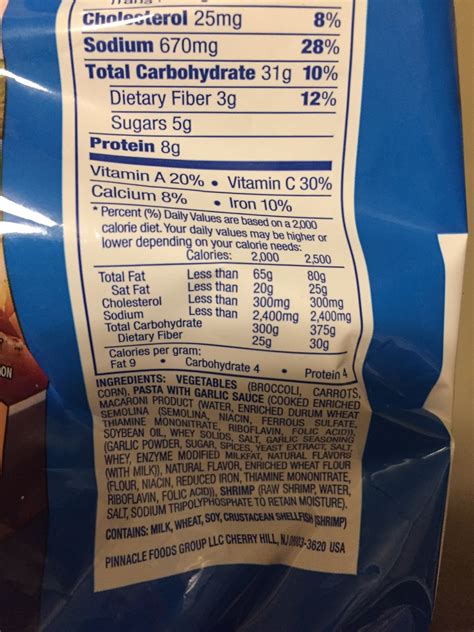 Cholesterol 25mg 8%
Sodium 670mg 28%
Total Carbohydrate 31g 10%
Dietary Fiber 3g 12%
Sugars 5g
Protein 8g
Vitamin A 20% • Vitamin C 30%
Calcium 8% • Iron 10%
* Percent (%) Daily Values are based on a 2,000
calorie diet. Your daily values may be higher or
lower depending on your calorie needs:
Calories: 2,000 2,500
Total Fat Less than 65g 80g
Sat Fat Less than 20g 25g
Cholesterol Less than 300mg 300mg
Sodium Less than 2,400mg 2,400mg
Total Carbohydrate 300g 375g
Dietary Fiber 25g 30g
Calories per gram:
Fat 9 • Carbohydrate 4 • Protein 4
INGREDIENTS: VEGETABLES (BROCCOLI, CARROTS,
CORN), PASTA WITH GARLIC SAUCE (COOKED ENRICHED
MACARONI PRODUCT (WATER, ENRICHED DURUM WHEAT
SEMOLINA (SEMOLINA, NIACIN, FERROUS SULFATE,
THIAMINE MONONITRATE, RIBOFLAVIN, FOLIC ACID)),
SOYBEAN OIL, WHEY SOLIDS, SALT, GARLIC SEASONING
(GARLIC POWDER, SUGAR, SPICES, YEAST EXTRACT, SALT,
WHEY, ENZYME MODIFIED MILKFAT, NATURAL FLAVORS
(WITH MILK)), NATURAL FLAVOR, ENRICHED WHEAT FLOUR
(FLOUR, NIACIN, REDUCED IRON, THIAMINE MONONITRATE,
RIBOFLAVIN, FOLIC ACID)), SHRIMP (RAW SHRIMP, WATER,
SALT, SODIUM TRIPOLYPHOSPHATE TO RETAIN MOISTURE).
CONTAINS: MILK, WHEAT, SOY, CRUSTACEAN SHELLFISH (SHRIMP)
PINNACLE FOODS GROUP LLC CHERRY HILL, NJ USA